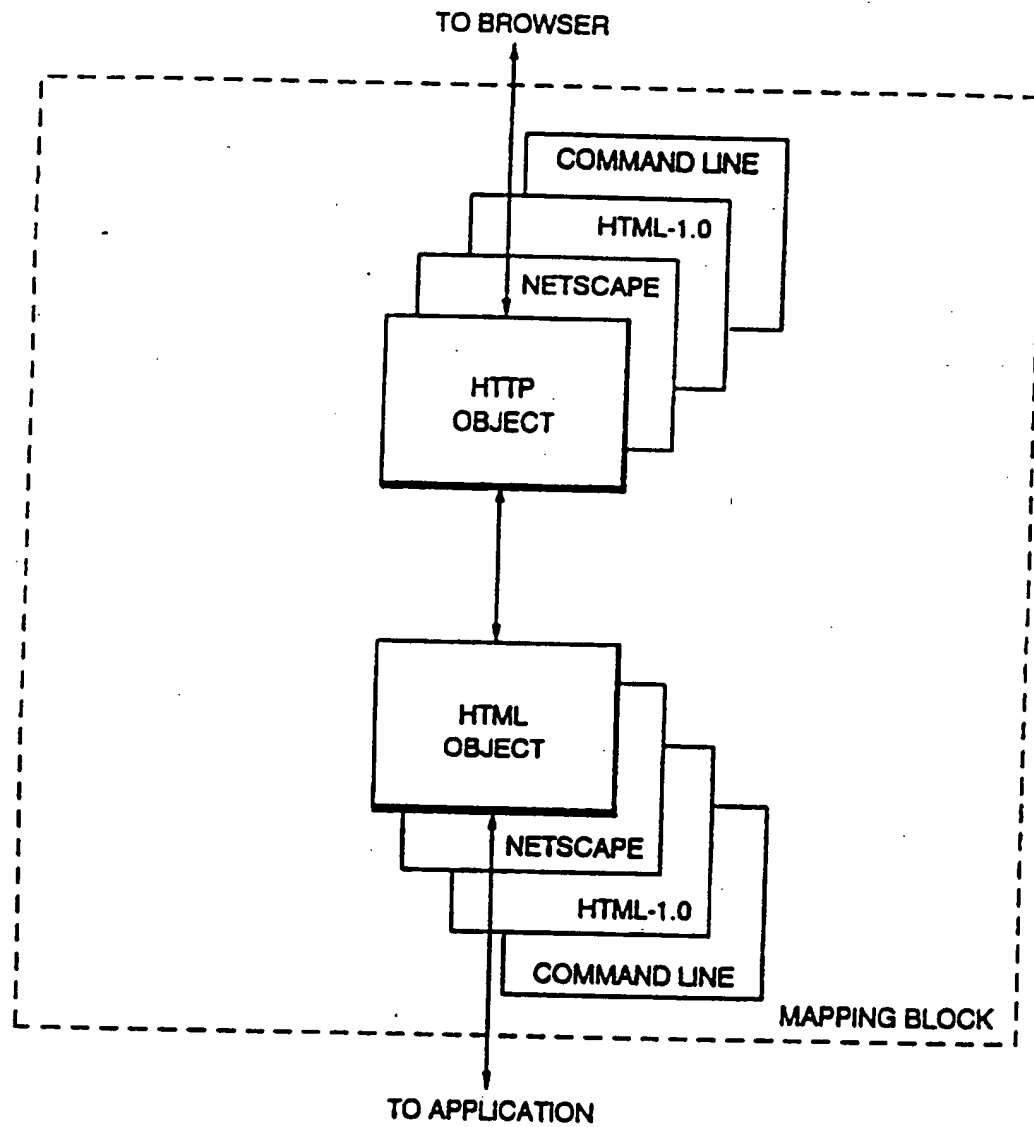 TO BROWSER
COMMAND LINE
HTML-1.0
NETSCAPE
HTTP
OBJECT
HTML
OBJECT
NETSCAPE
HTML-1.0
COMMAND LINE
MAPPING BLOCK
TO APPLICATION